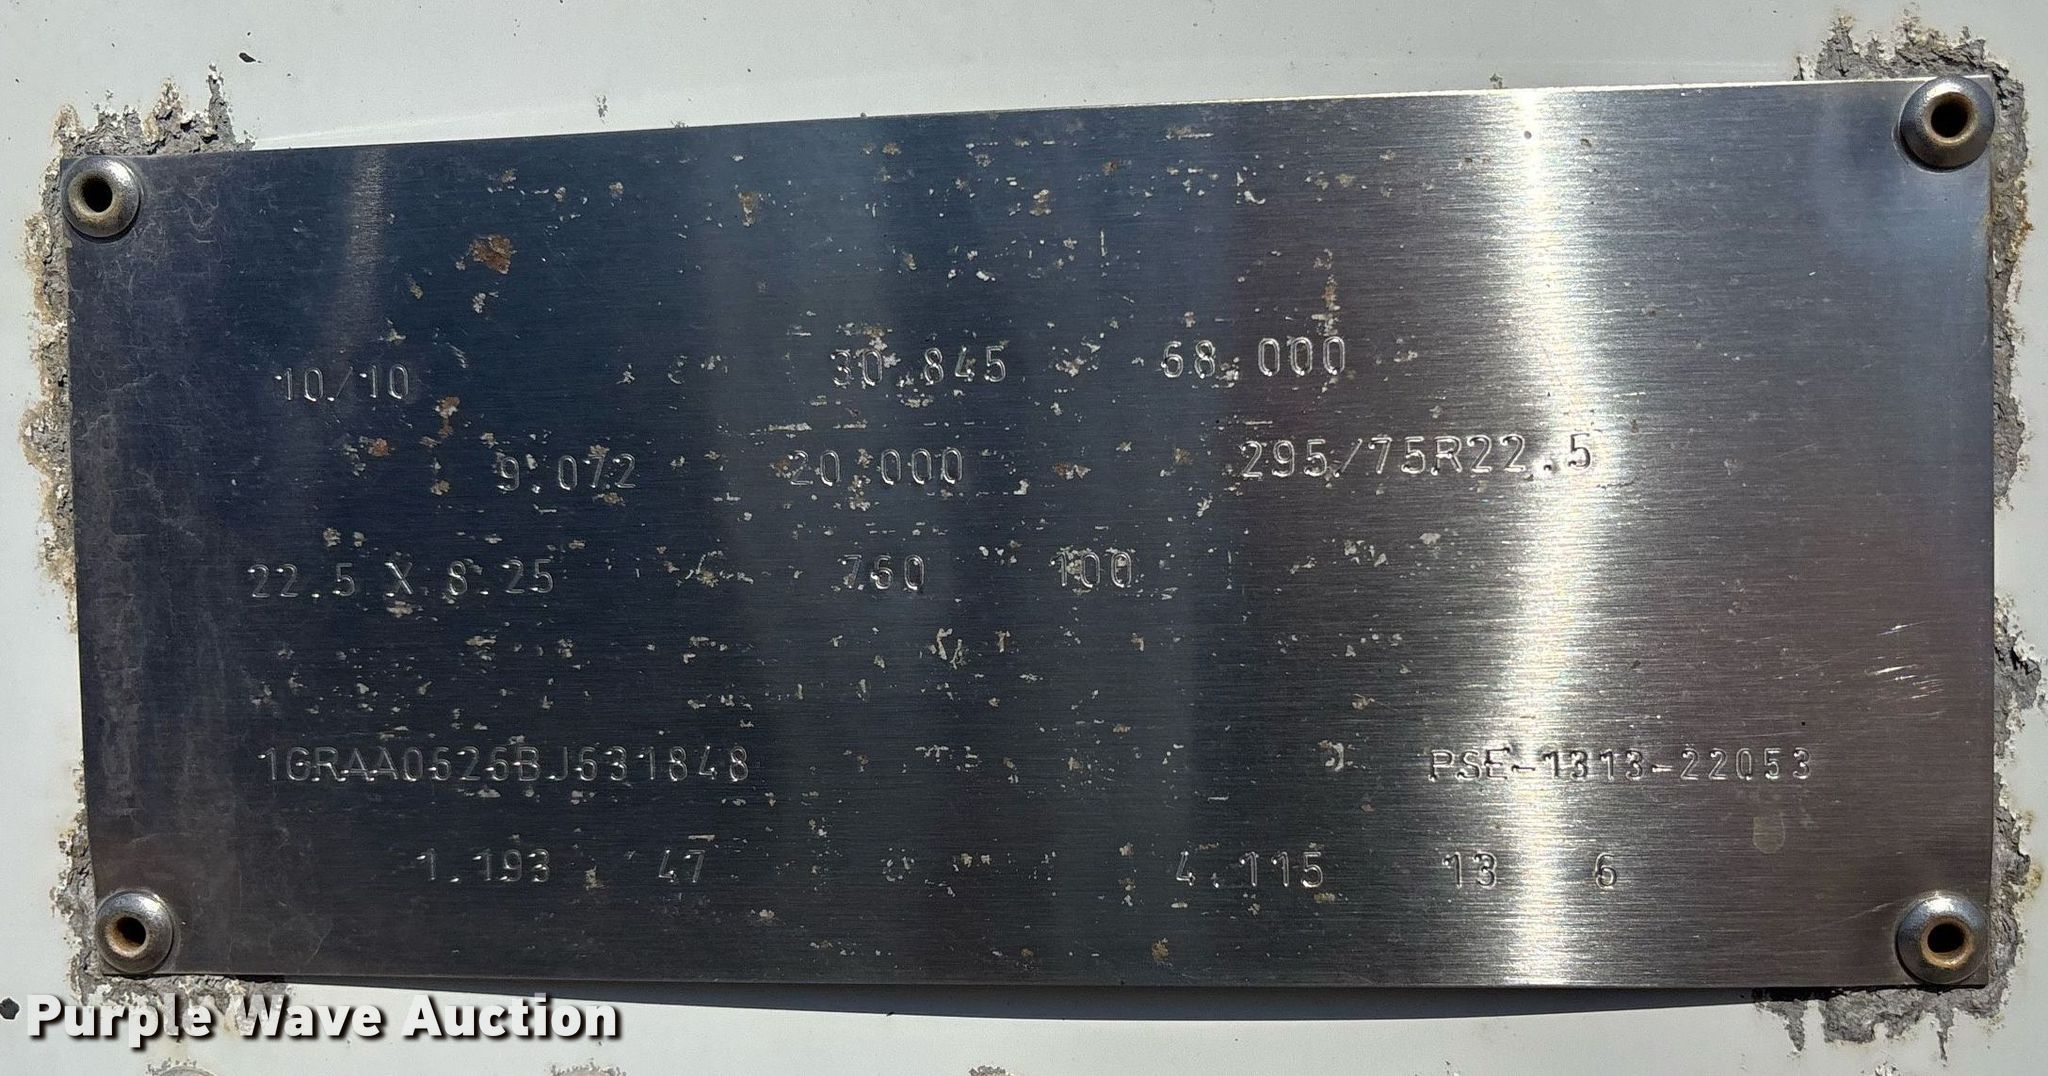 10/10 30.845 68.000
9.072 20.000 295/75R22.5
22.5 X 8.25 760 100
1GRAA0626BJ631848 PSE-1313-22053
1.193 47 4.115 13 6
Purple Wave Auction